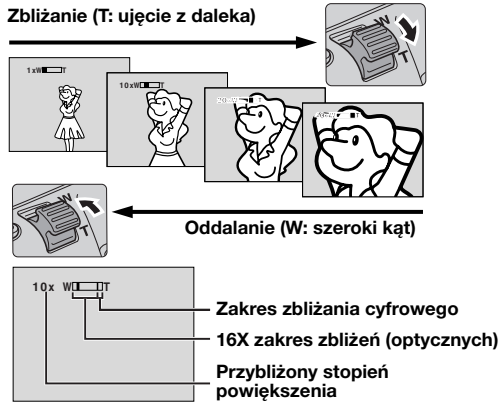 Zbliżanie (T: ujęcie z daleka)
W
T
1xW T
10xW T
20xW T
W T
W
T
Oddalanie (W: szeroki kąt)
10x W T
Zakres zbliżania cyfrowego
16X zakres zbliżeń (optycznych)
Przybliżony stopień
powiększenia